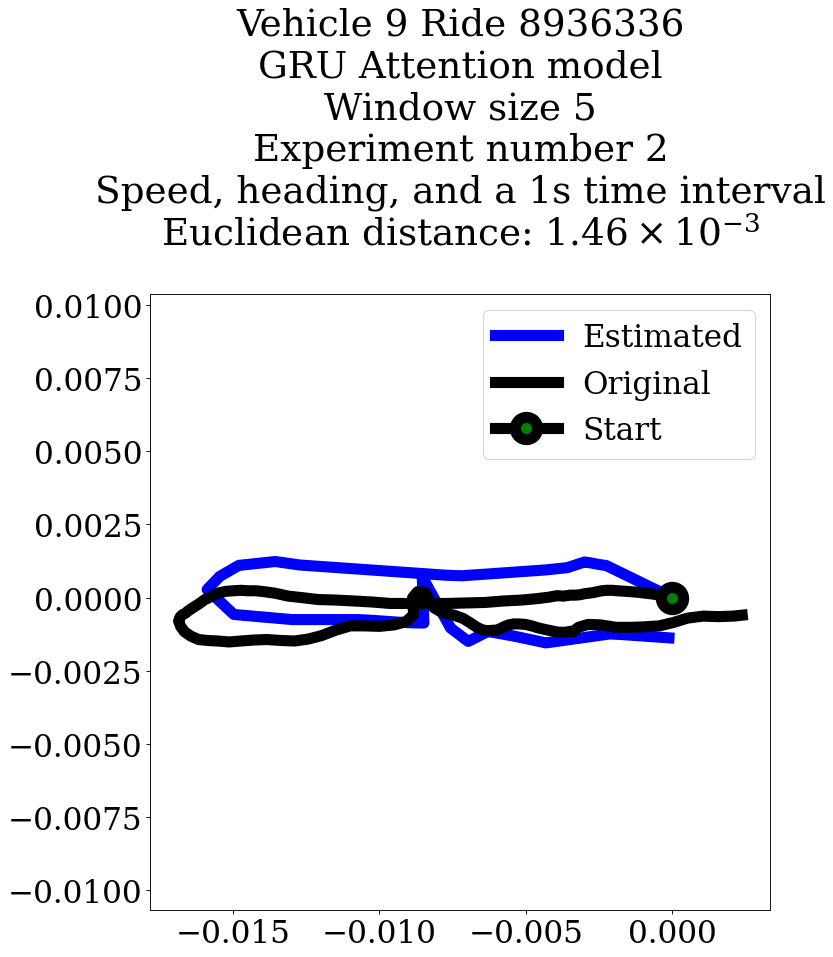 Vehicle 9 Ride 8936336
GRU Attention model
Window size 5
Experiment number 2
Speed, heading, and a 1s time interval
Euclidean distance: 1.46 × 10⁻³
Estimated
Original
Start
0.0100
0.0075
0.0050
0.0025
0.0000
−0.0025
−0.0050
−0.0075
−0.0100
−0.015 −0.010 −0.005 0.000